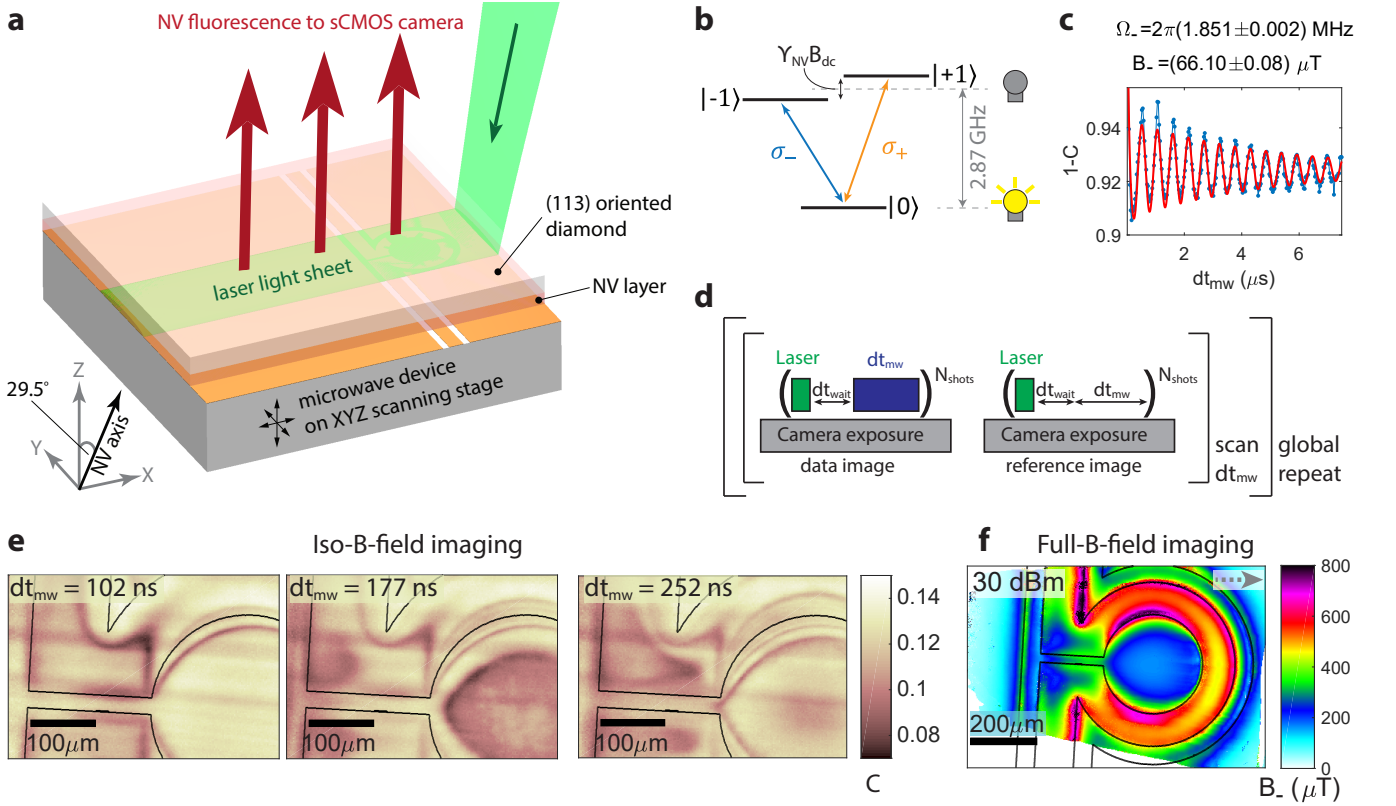 a
NV fluorescence to sCMOS camera
laser light sheet
(113) oriented
diamond
NV layer
microwave device
on XYZ scanning stage
29.5°
Z
Y
X
NV axis
b
ϒNVBdc
|+1⟩
|-1⟩
σ−
σ+
2.87 GHz
|0⟩
c
Ω-=2π(1.851±0.002) MHz
B- =(66.10±0.08) μT
1-C
0.94
0.92
0.9
2
4
6
dtmw (μs)
d
Laser
dtmw
dtwait
Nshots
Camera exposure
data image
Laser
dtwait
dtmw
Nshots
Camera exposure
reference image
scan
dtmw
global
repeat
e
Iso-B-field imaging
dtmw = 102 ns
100μm
dtmw = 177 ns
100μm
dtmw = 252 ns
100μm
0.14
0.12
0.1
0.08
C
f
Full-B-field imaging
30 dBm
200μm
800
600
400
200
0
B- (μT)